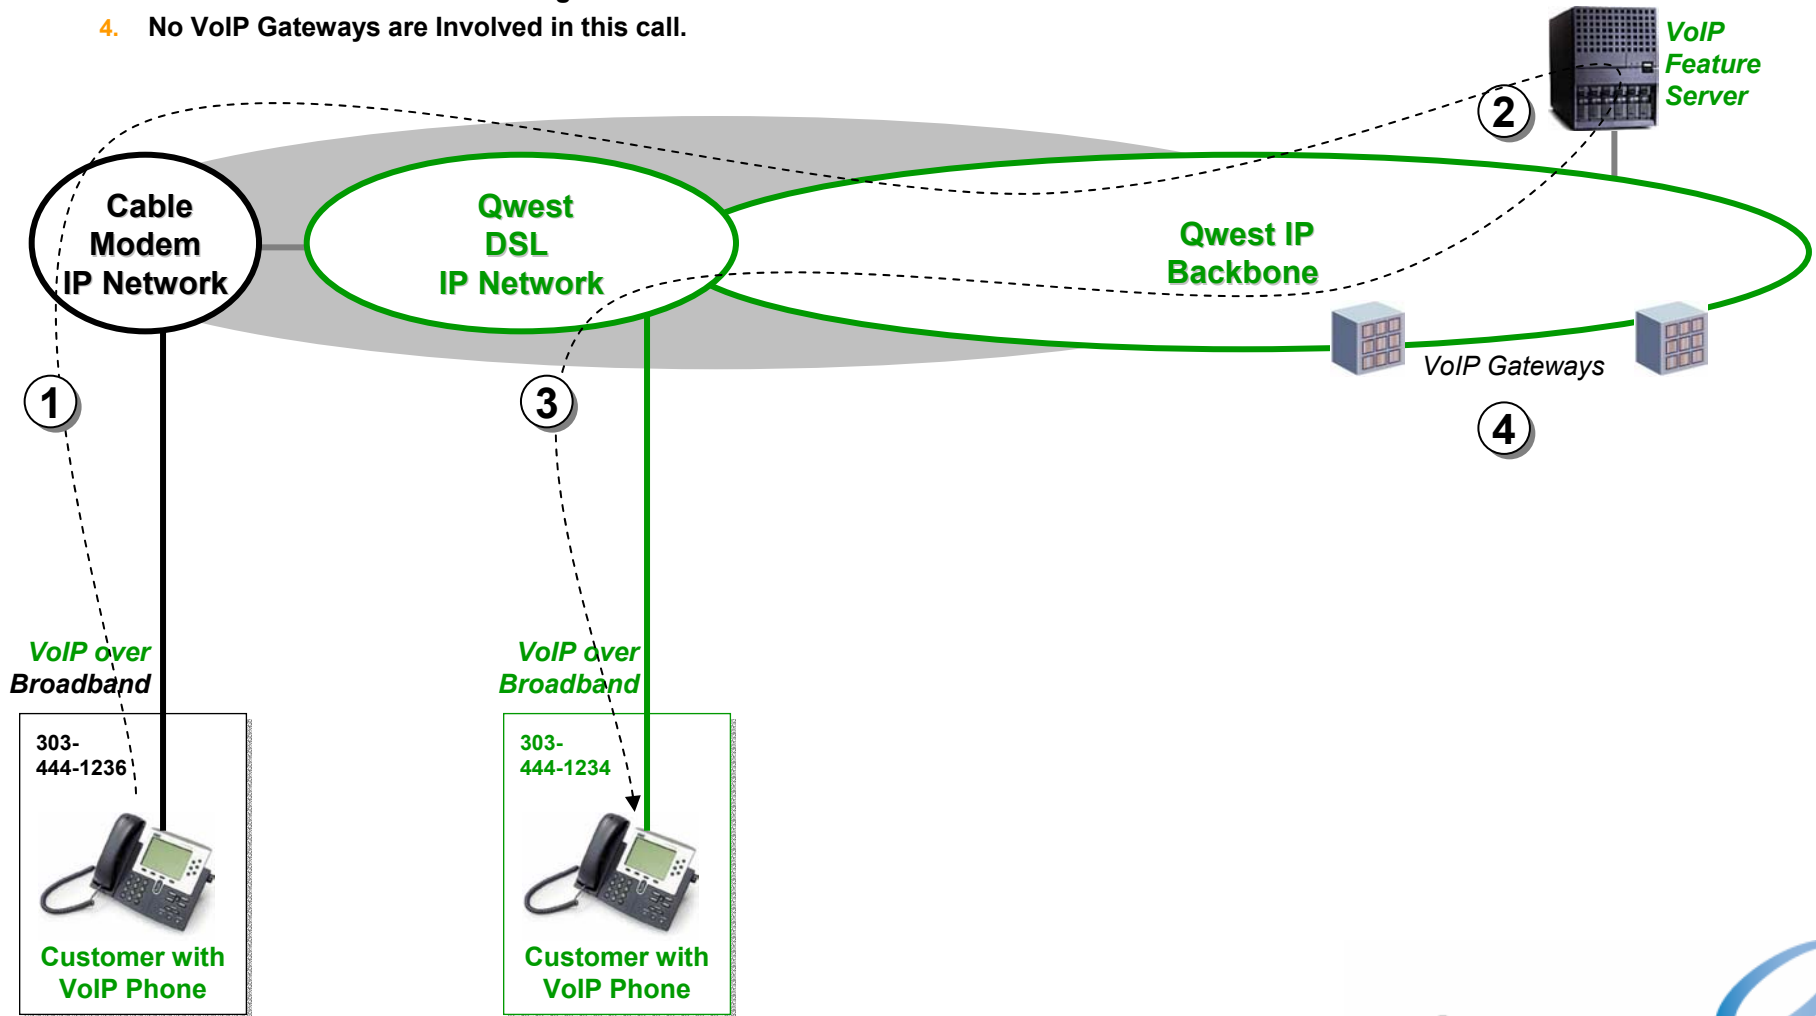 4. No VoIP Gateways are Involved in this call.
VoIP
Feature
Server
2
Cable
Modem
IP Network
Qwest
DSL
IP Network
Qwest IP
Backbone
VoIP Gateways
1
3
4
VoIP over
Broadband
VoIP over
Broadband
303-
444-1236
303-
444-1234
Customer with
VoIP Phone
Customer with
VoIP Phone